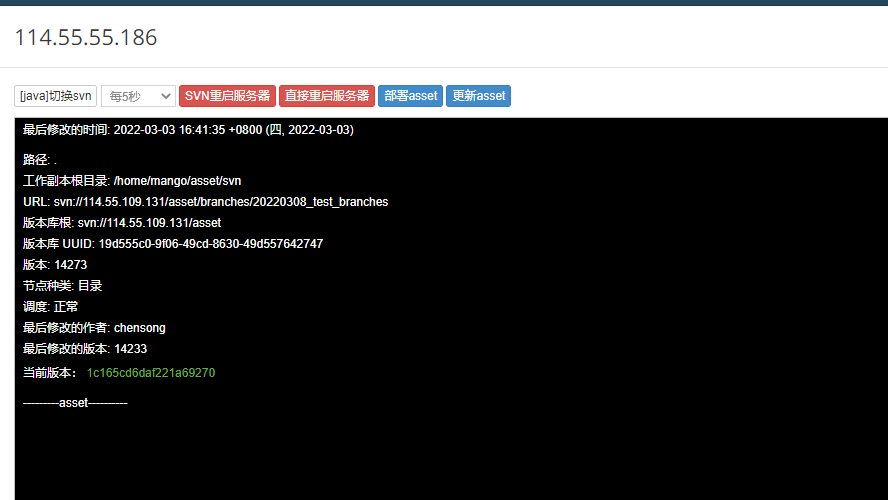 114.55.55.186
[java]切换svn 每5秒 SVN重启服务器 直接重启服务器 部署asset 更新asset
最后修改的时间: 2022-03-03 16:41:35 +0800 (四, 2022-03-03)
路径: .
工作副本根目录: /home/mango/asset/svn
URL: svn://114.55.109.131/asset/branches/20220308_test_branches
版本库根: svn://114.55.109.131/asset
版本库 UUID: 19d555c0-9f06-49cd-8630-49d557642747
版本: 14273
节点种类: 目录
调度: 正常
最后修改的作者: chensong
最后修改的版本: 14233
当前版本： 1c165cd6daf221a69270
---------asset----------